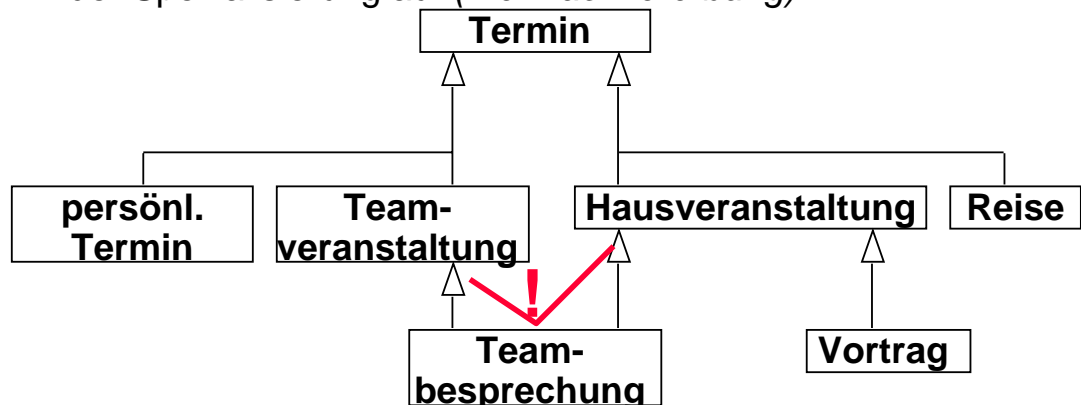 Termin
persönl.
Termin
Team-
veranstaltung
Hausveranstaltung
Reise
!
Team-
besprechung
Vortrag